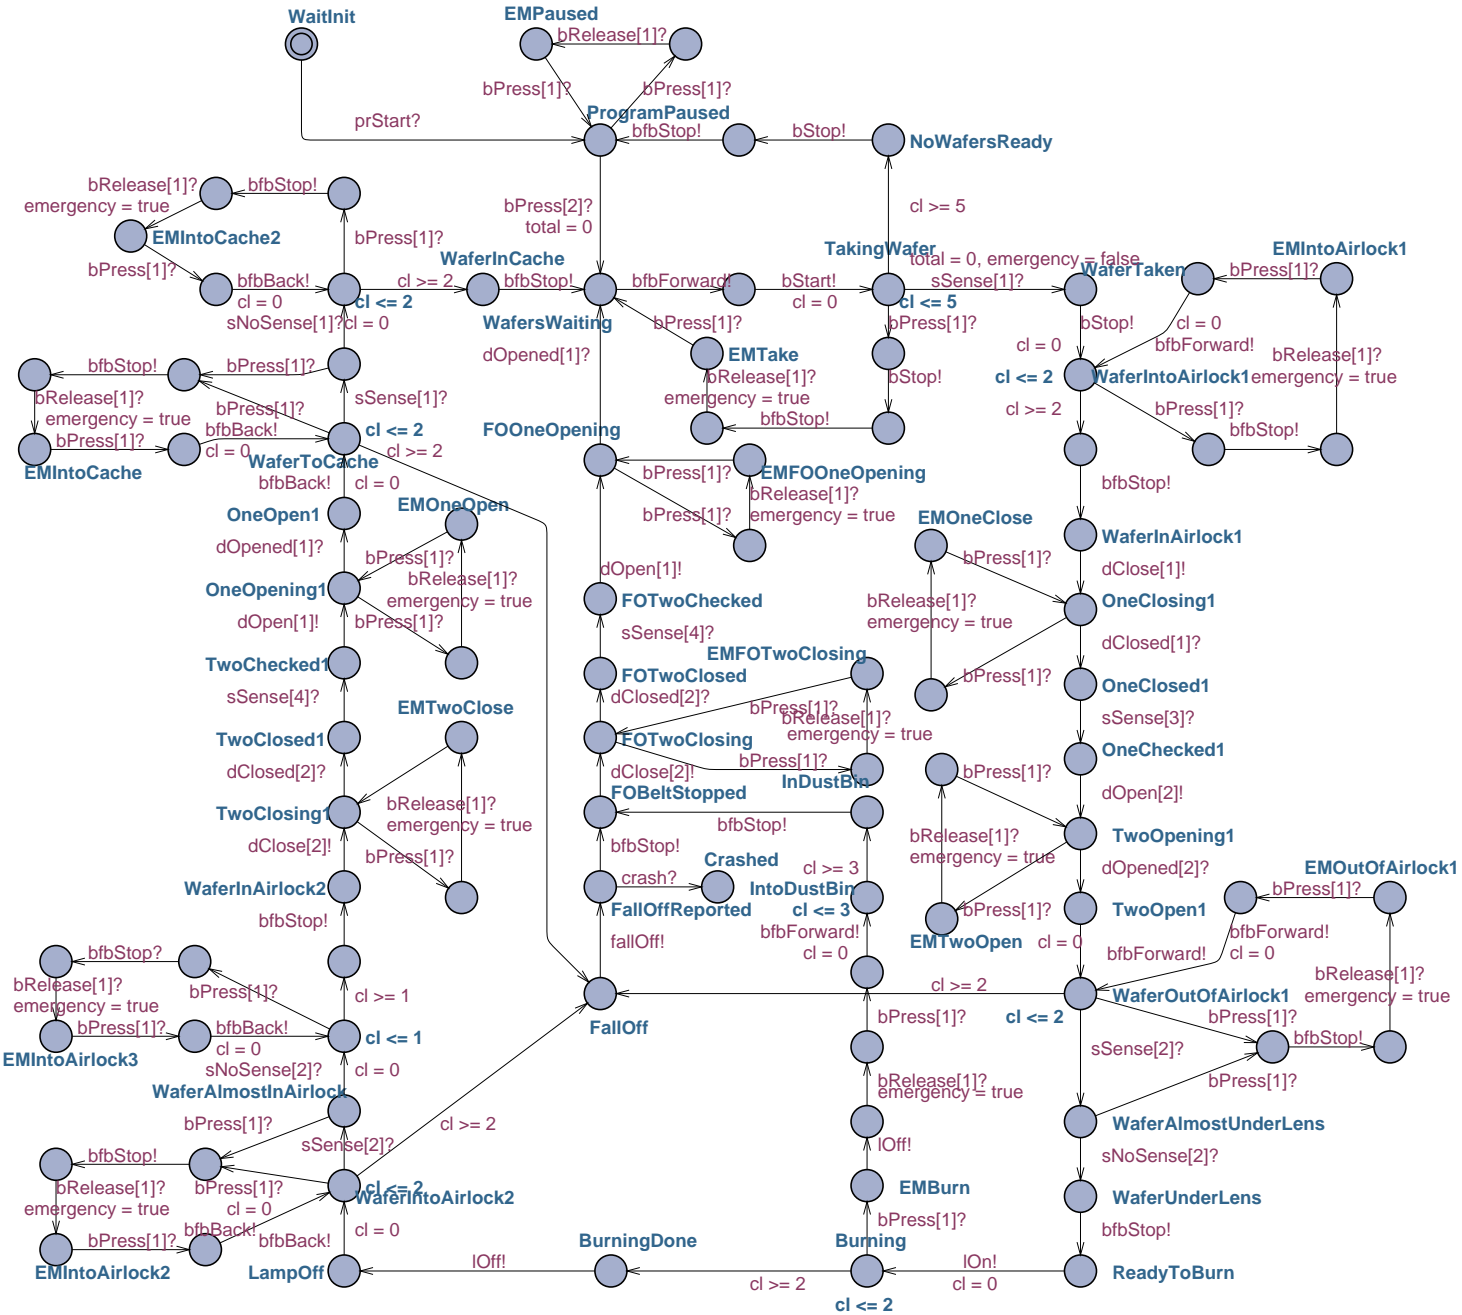 WaitInit
EMPaused
bRelease[1]?
bPress[1]?
bPress[1]?
ProgramPaused
prStart?
bfbStop!
bStop!
NoWafersReady
bRelease[1]?
emergency = true
bfbStop!
bPress[2]?
total = 0
cl >= 5
EMIntoCache2
bPress[1]?
WaferInCache
TakingWafer
total = 0, emergency = false
WaferTaken
EMIntoAirlock1
bPress[1]?
bPress[1]?
bfbBack!
cl = 0
cl >= 2
bfbStop!
bfbForward!
bStart!
cl = 0
sSense[1]?
cl <= 2
cl <= 5
sNoSense[1]?
cl = 0
WafersWaiting
bPress[1]?
bPress[1]?
bStop!
cl = 0
cl = 0
bfbForward!
bfbStop!
bPress[1]?
dOpened[1]?
EMTake
bStop!
cl <= 2
WaferIntoAirlock1
bRelease[1]?
emergency = true
bRelease[1]?
emergency = true
sSense[1]?
bRelease[1]?
emergency = true
cl >= 2
bPress[1]?
bPress[1]?
bfbBack!
cl = 0
cl <= 2
cl >= 2
bfbStop!
bfbStop!
bPress[1]?
EMIntoCache
WaferToCache
FOOneOpening
bfbBack!
cl = 0
bPress[1]?
EMFOOneOpening
bRelease[1]?
emergency = true
bPress[1]?
bfbStop!
OneOpen1
EMOneOpen
EMOneClose
WaferInAirlock1
dOpened[1]?
bPress[1]?
bPress[1]?
dOpen[1]!
dClose[1]!
OneOpening1
bRelease[1]?
emergency = true
FOTwoChecked
bRelease[1]?
emergency = true
OneClosing1
dOpen[1]!
bPress[1]?
sSense[4]?
dClosed[1]?
TwoChecked1
EMFOTwoClosing
FOTwoClosed
bPress[1]?
OneClosed1
sSense[4]?
dClosed[2]?
bPress[1]?
bRelease[1]?
emergency = true
sSense[3]?
EMTwoClose
TwoClosed1
FOTwoClosing
OneChecked1
dClosed[2]?
dClose[2]!
bPress[1]?
InDustBin
bPress[1]?
dOpen[2]!
FOBeltStopped
TwoClosing1
bRelease[1]?
emergency = true
bfbStop!
bRelease[1]?
emergency = true
TwoOpening1
dClose[2]!
bPress[1]?
bfbStop!
Crashed
cl >= 3
dOpened[2]?
EMOutOfAirlock1
WaferInAirlock2
crash?
IntoDustBin
cl <= 3
bPress[1]?
FallOffReported
bPress[1]?
TwoOpen1
bfbStop!
fallOff!
bfbForward!
cl = 0
EMTwoOpen
cl = 0
bfbForward!
bfbForward!
cl = 0
bfbStop?
bRelease[1]?
emergency = true
bPress[1]?
cl >= 1
cl >= 2
WaferOutOfAirlock1
cl <= 2
bRelease[1]?
emergency = true
FallOff
bPress[1]?
bPress[1]?
bPress[1]?
bfbBack!
cl = 0
cl <= 1
sSense[2]?
bfbStop!
EMIntoAirlock3
sNoSense[2]?
cl = 0
WaferAlmostInAirlock
bRelease[1]?
emergency = true
bPress[1]?
bPress[1]?
cl >= 2
WaferAlmostUnderLens
sSense[2]?
lOff!
sNoSense[2]?
bfbStop!
bRelease[1]?
emergency = true
bPress[1]?
cl = 0
cl <= 2
WaferIntoAirlock2
EMBurn
WaferUnderLens
bPress[1]?
bfbStop!
bPress[1]?
bfbBack!
bfbBack!
cl = 0
BurningDone
Burning
EMIntoAirlock2
LampOff
lOff!
cl >= 2
lOn!
cl = 0
ReadyToBurn
cl <= 2